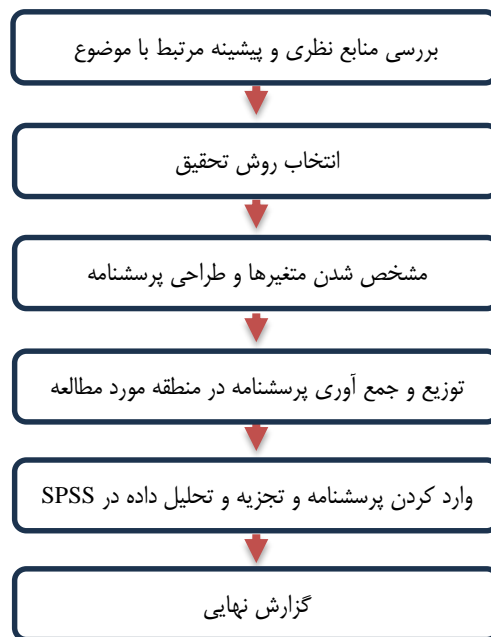 بررسی منابع نظری و پیشینه مرتبط با موضوع
انتخاب روش تحقیق
مشخص شدن متغیرها و طراحی پرسشنامه
توزیع و جمع آوری پرسشنامه در منطقه مورد مطالعه
وارد کردن پرسشنامه و تجزیه و تحلیل داده در SPSS
گزارش نهایی